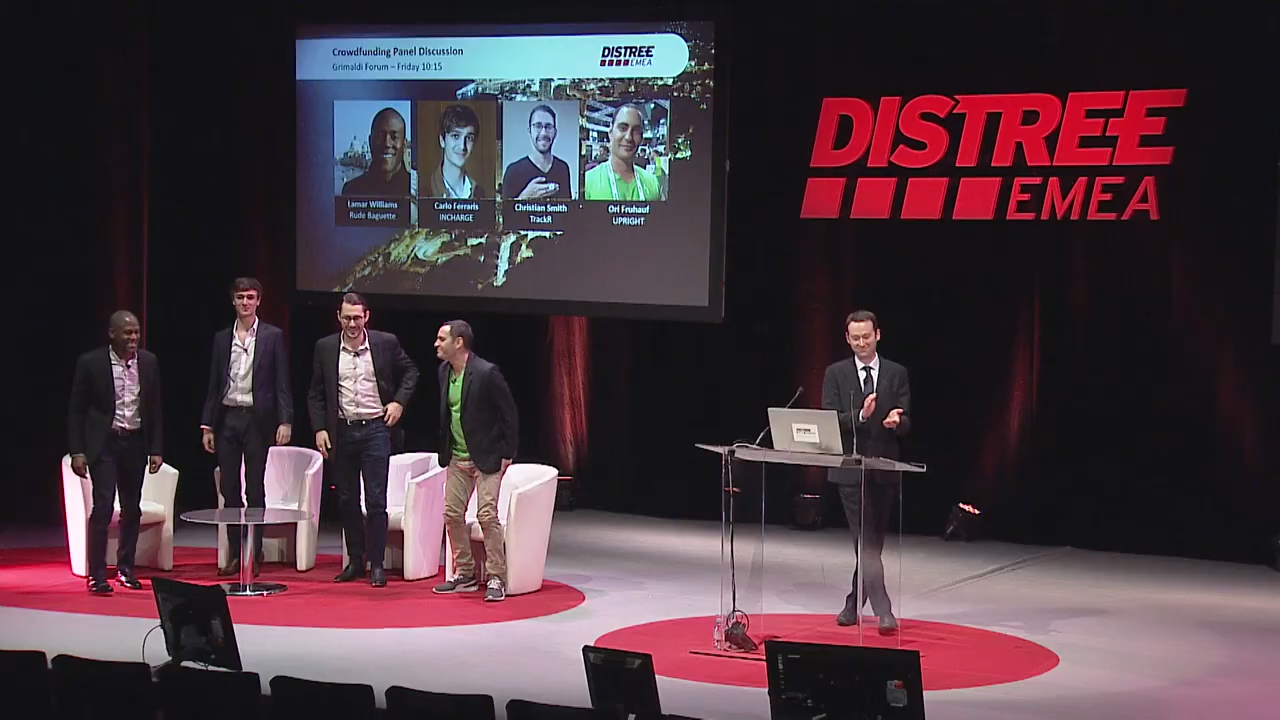 Crowdfunding Panel Discussion
Grimaldi Forum – Friday 10:15
DISTREE
EMEA
Lamar Williams
Rude Baguette
Carlo Ferraris
INCHARGE
Christian Smith
TrackR
Ori Fruhauf
UPRIGHT
DISTREE
EMEA